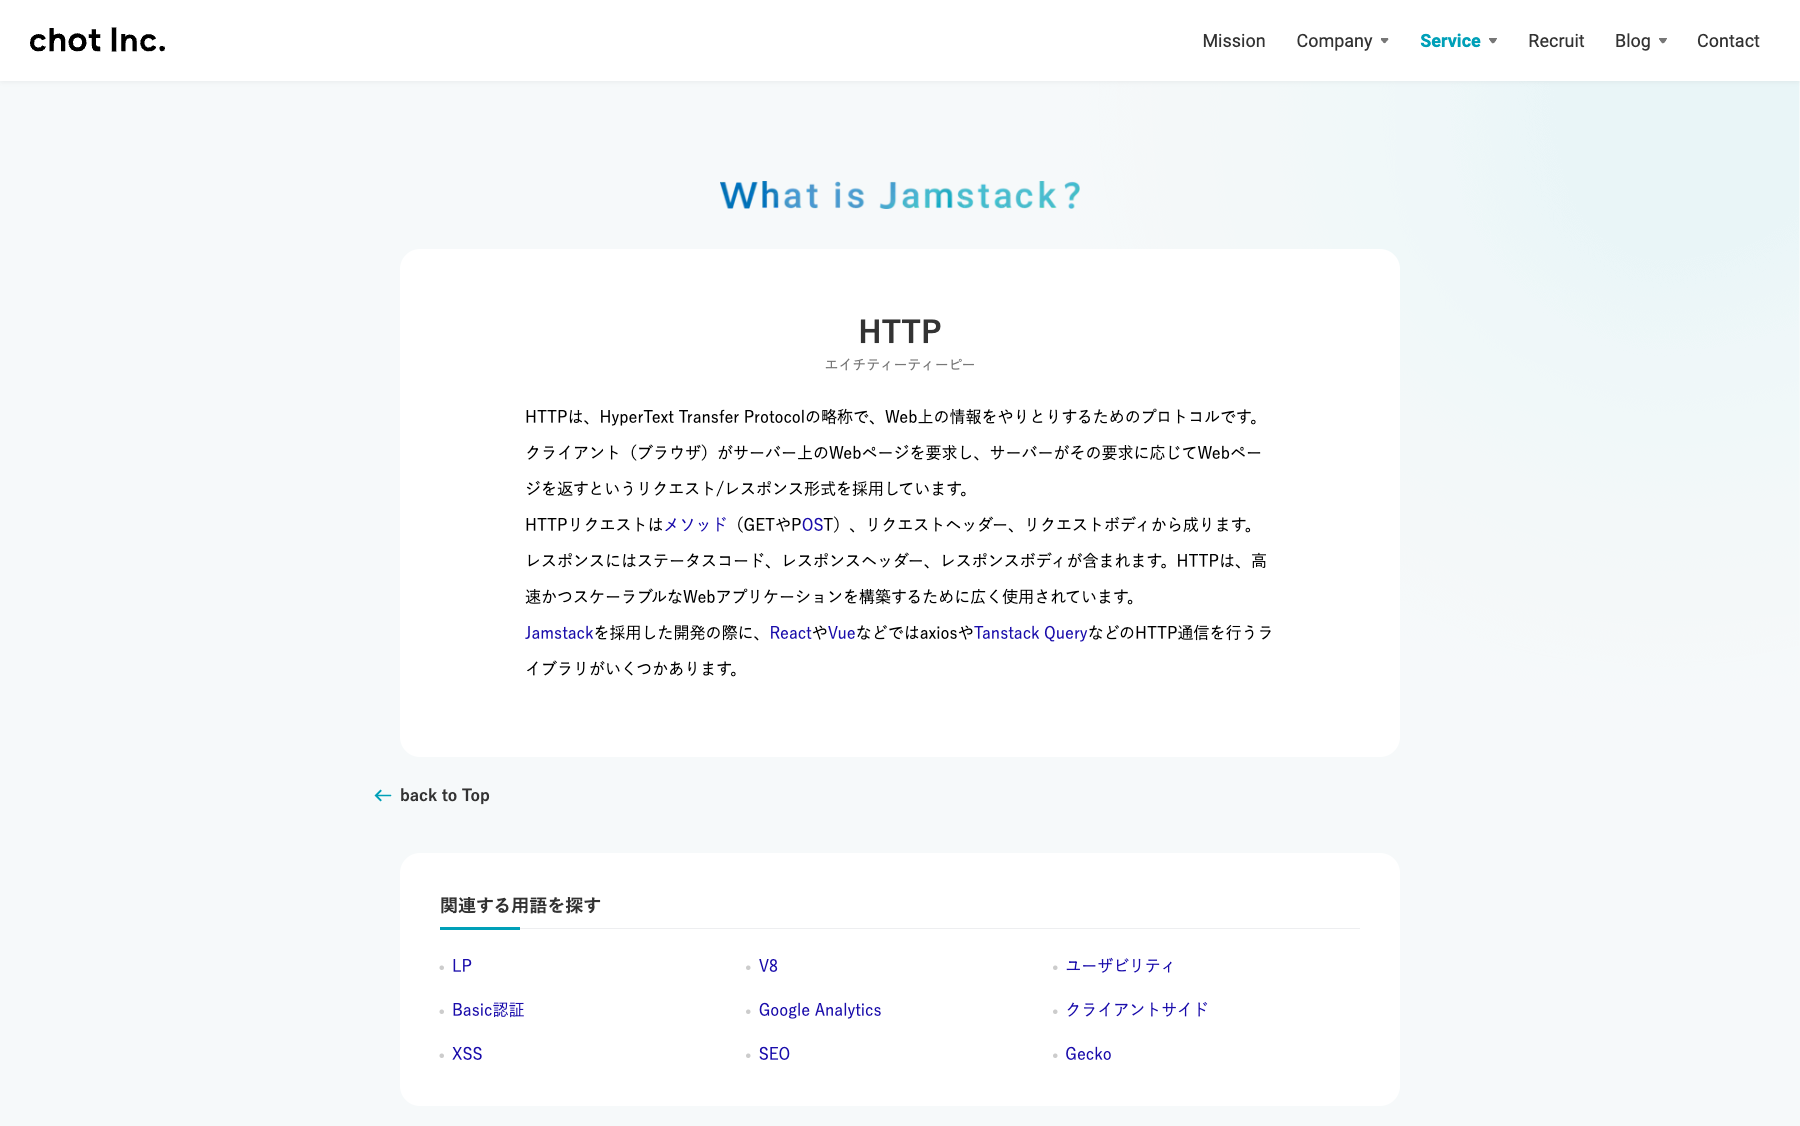 chot Inc.
Mission
Company
Service
Recruit
Blog
Contact
What is Jamstack?
HTTP
エイチティーティーピー
HTTPは、HyperText Transfer Protocolの略称で、Web上の情報をやりとりするためのプロトコルです。
クライアント（ブラウザ）がサーバー上のWebページを要求し、サーバーがその要求に応じてWebペー
ジを返すというリクエスト/レスポンス形式を採用しています。
HTTPリクエストはメソッド（GETやPOST）、リクエストヘッダー、リクエストボディから成ります。
レスポンスにはステータスコード、レスポンスヘッダー、レスポンスボディが含まれます。HTTPは、高
速かつスケーラブルなWebアプリケーションを構築するために広く使用されています。
Jamstackを採用した開発の際に、ReactやVueなどではaxiosやTanstack QueryなどのHTTP通信を行うラ
イブラリがいくつかあります。
back to Top
関連する用語を探す
LP
V8
ユーザビリティ
Basic認証
Google Analytics
クライアントサイド
XSS
SEO
Gecko